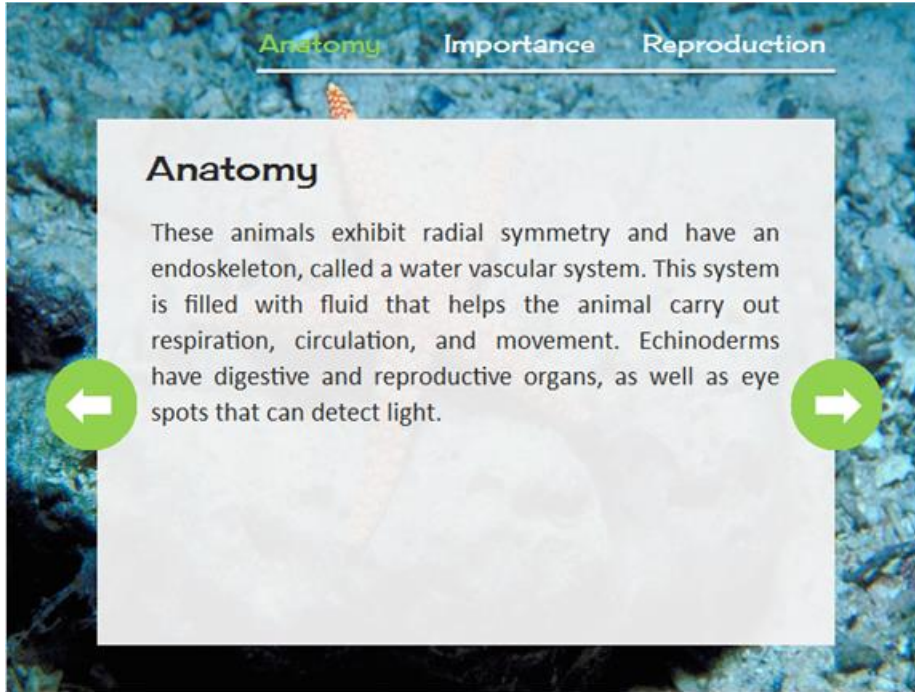 Anatomy Importance Reproduction
Anatomy
These animals exhibit radial symmetry and have an
endoskeleton, called a water vascular system. This system
is filled with fluid that helps the animal carry out
respiration, circulation, and movement. Echinoderms
have digestive and reproductive organs, as well as eye
spots that can detect light.